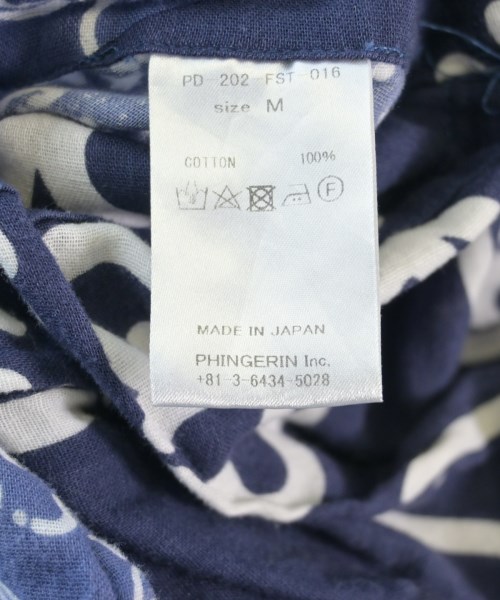 PD-202-FST-016
size M
COTTON 100%
F
MADE IN JAPAN
PHINGERIN Inc.
+81-3-6434-5028